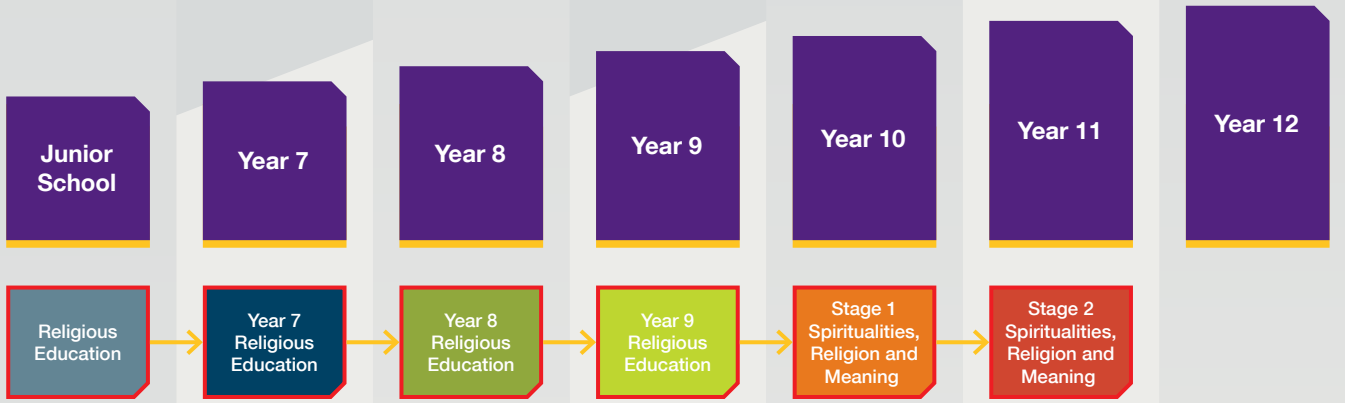 Junior
School
Year 7
Year 8
Year 9
Year 10
Year 11
Year 12
Religious
Education
Year 7
Religious
Education
Year 8
Religious
Education
Year 9
Religious
Education
Stage 1
Spiritualities,
Religion and
Meaning
Stage 2
Spiritualities,
Religion and
Meaning